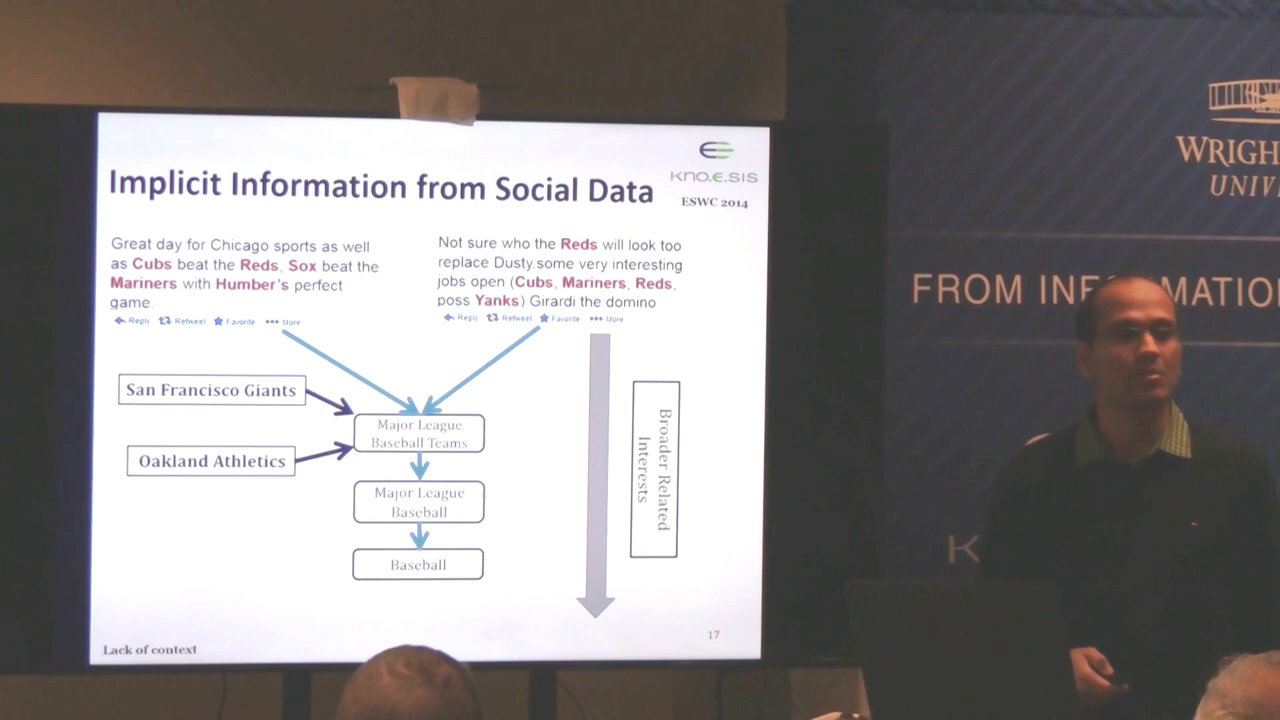 Implicit Information from Social Data
kno.e.sis
ESWC 2014
Great day for Chicago sports as well
as Cubs beat the Reds, Sox beat the
Mariners with Humber's perfect
game.
Reply Retweet Favorite More
Not sure who the Reds will look too
replace Dusty.some very interesting
jobs open (Cubs, Mariners, Reds,
poss Yanks) Girardi the domino
Reply Retweet Favorite More
San Francisco Giants
Oakland Athletics
Major League
Baseball Teams
Major League
Baseball
Baseball
Broader Related
Interests
Lack of context
17
WRIGH
UNIV
FROM INF MATIO
K